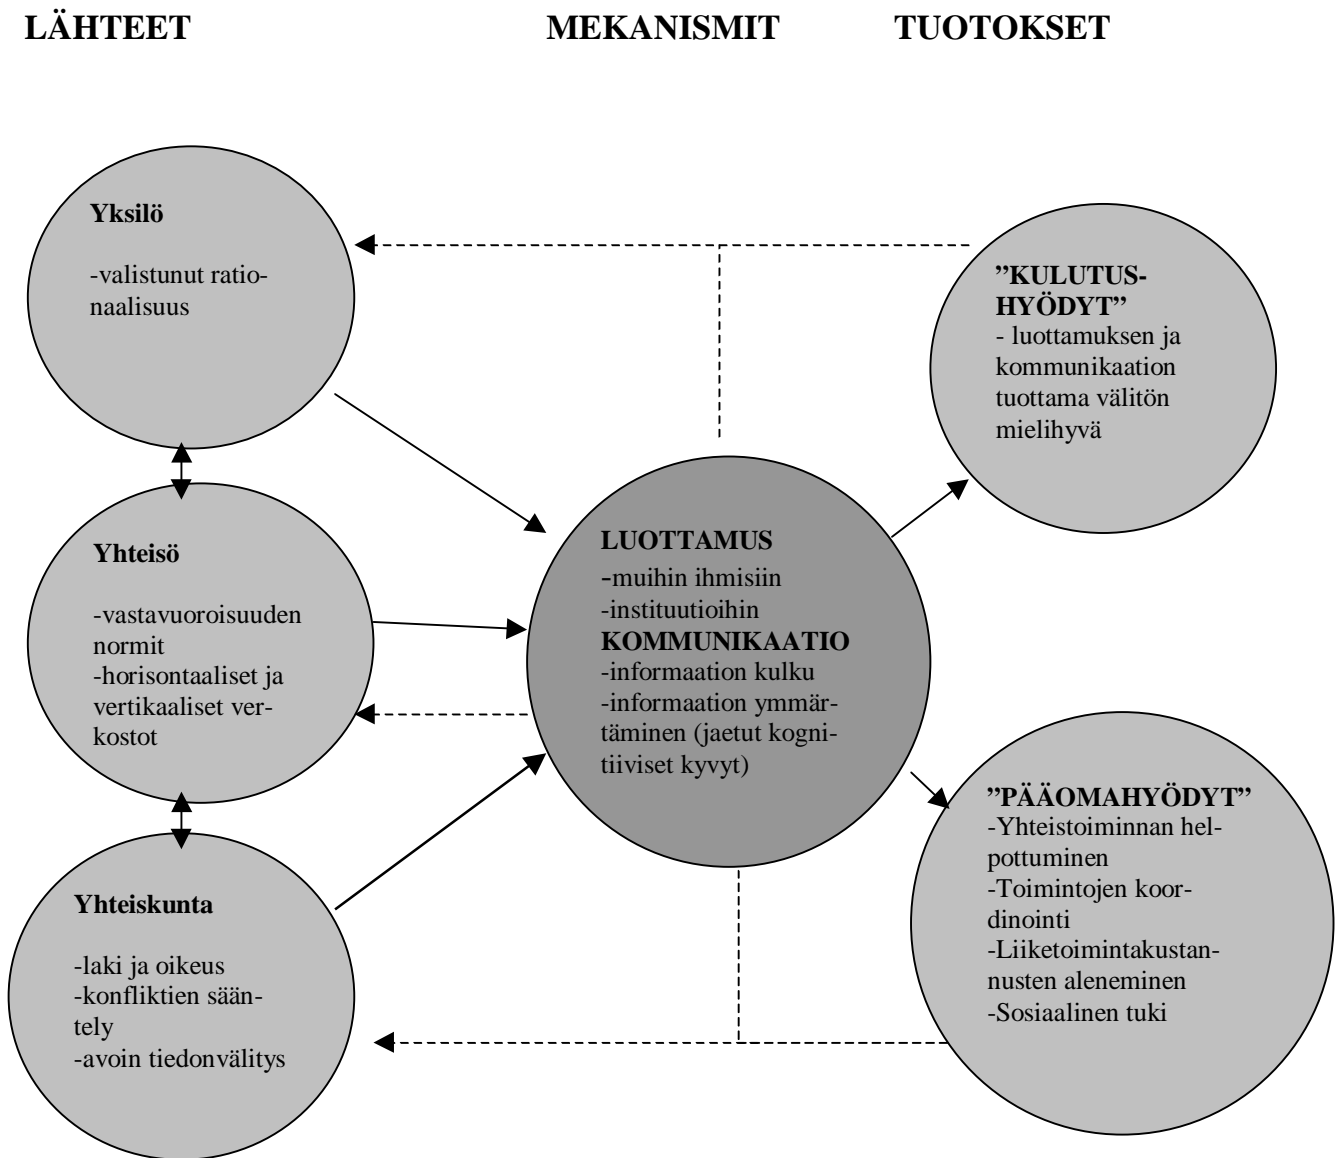 LÄHTEET MEKANISMIT TUOTOKSET
Yksilö
-valistunut ratio-
naalisuus
Yhteisö
-vastavuoroisuuden
normit
-horisontaaliset ja
vertikaaliset ver-
kostot
Yhteiskunta
-laki ja oikeus
-konfliktien sään-
tely
-avoin tiedonvälitys
LUOTTAMUS
-muihin ihmisiin
-instituutioihin
KOMMUNIKAATIO
-informaation kulku
-informaation ymmär-
täminen (jaetut kogni-
tiiviset kyvyt)
”KULUTUS-
HYÖDYT”
- luottamuksen ja
kommunikaation
tuottama välitön
mielihyvä
”PÄÄOMAHYÖDYT”
-Yhteistoiminnan hel-
pottuminen
-Toimintojen koor-
dinointi
-Liiketoimintakustan-
nusten aleneminen
-Sosiaalinen tuki